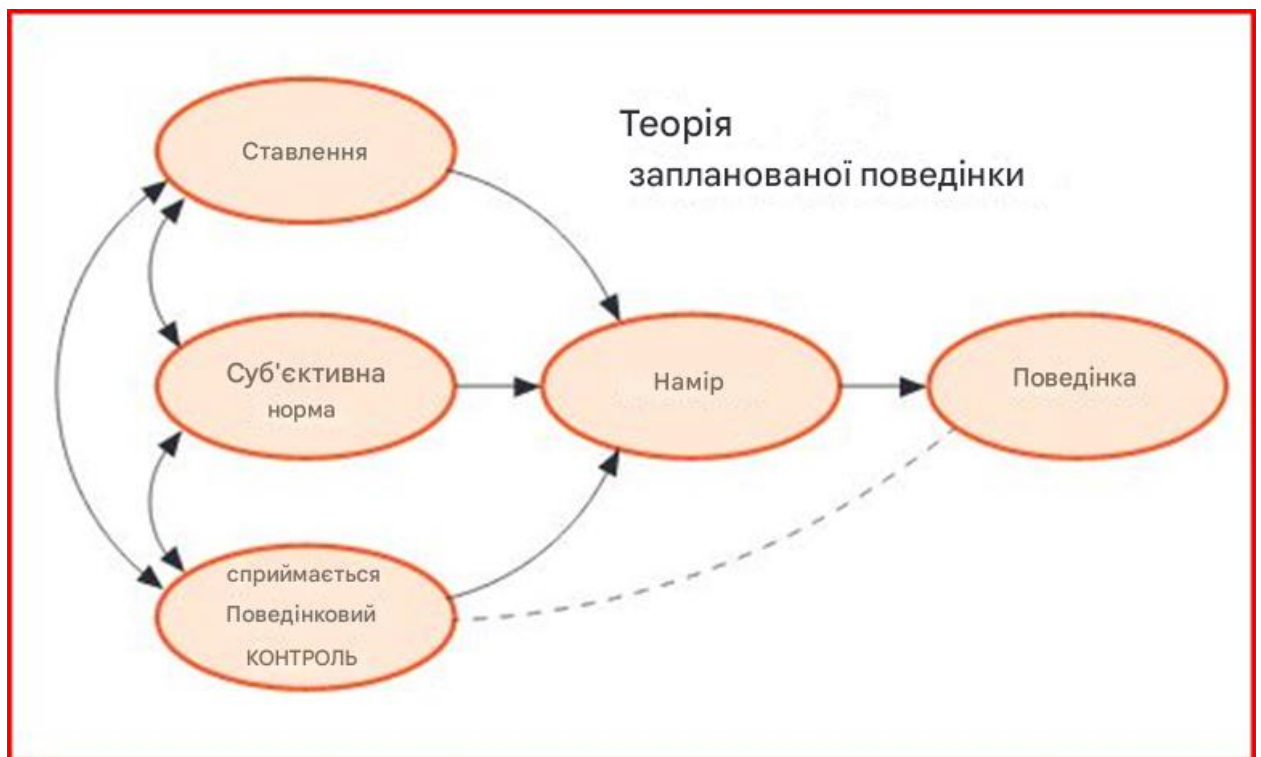 Теорія
запланованої поведінки
Ставлення
Суб'єктивна
норма
Намір
Поведінка
сприймається
Поведінковий
КОНТРОЛЬ